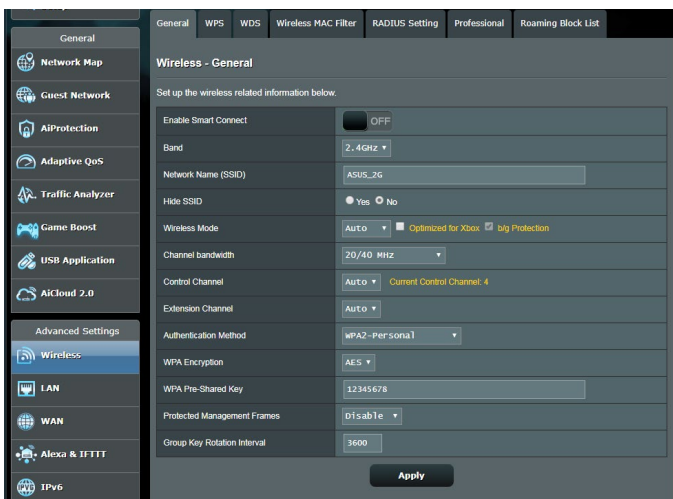 General
Network Map
Guest Network
AiProtection
Adaptive QoS
Traffic Analyzer
Game Boost
USB Application
AiCloud 2.0
Advanced Settings
Wireless
LAN
WAN
Alexa & IFTTT
IPv6
General WPS WDS Wireless MAC Filter RADIUS Setting Professional Roaming Block List
Wireless - General
Set up the wireless related information below.
Enable Smart Connect OFF
Band 2.4GHz
Network Name (SSID) ASUS_2G
Hide SSID Yes No
Wireless Mode Auto Optimized for Xbox b/g Protection
Channel bandwidth 20/40 MHz
Control Channel Auto Current Control Channel: 4
Extension Channel Auto
Authentication Method WPA2-Personal
WPA Encryption AES
WPA Pre-Shared Key 12345678
Protected Management Frames Disable
Group Key Rotation Interval 3600
Apply